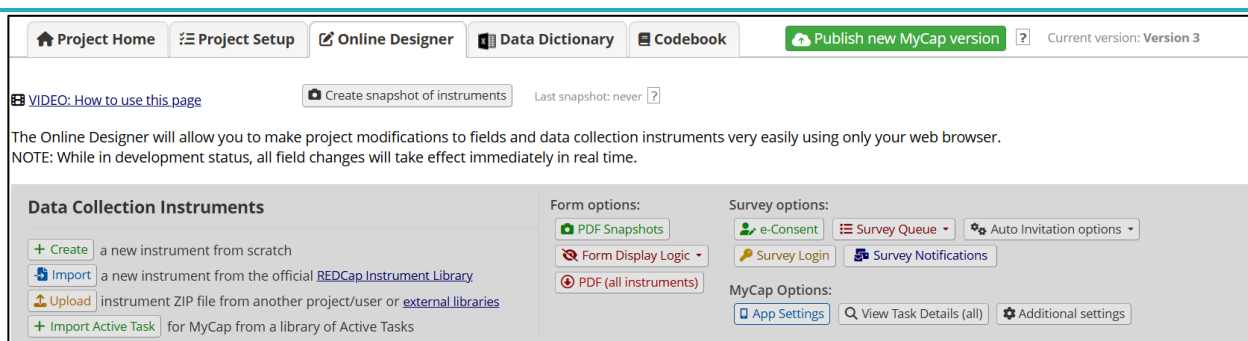 Project Home Project Setup Online Designer Data Dictionary Codebook Publish new MyCap version ? Current version: Version 3
VIDEO: How to use this page Create snapshot of instruments Last snapshot: never ?
The Online Designer will allow you to make project modifications to fields and data collection instruments very easily using only your web browser.
NOTE: While in development status, all field changes will take effect immediately in real time.
Data Collection Instruments
+ Create a new instrument from scratch
Import a new instrument from the official REDCap Instrument Library
Upload instrument ZIP file from another project/user or external libraries
+ Import Active Task for MyCap from a library of Active Tasks
Form options:
PDF Snapshots
Form Display Logic
PDF (all instruments)
Survey options:
e-Consent Survey Queue Auto Invitation options
Survey Login Survey Notifications
MyCap Options:
App Settings View Task Details (all) Additional settings